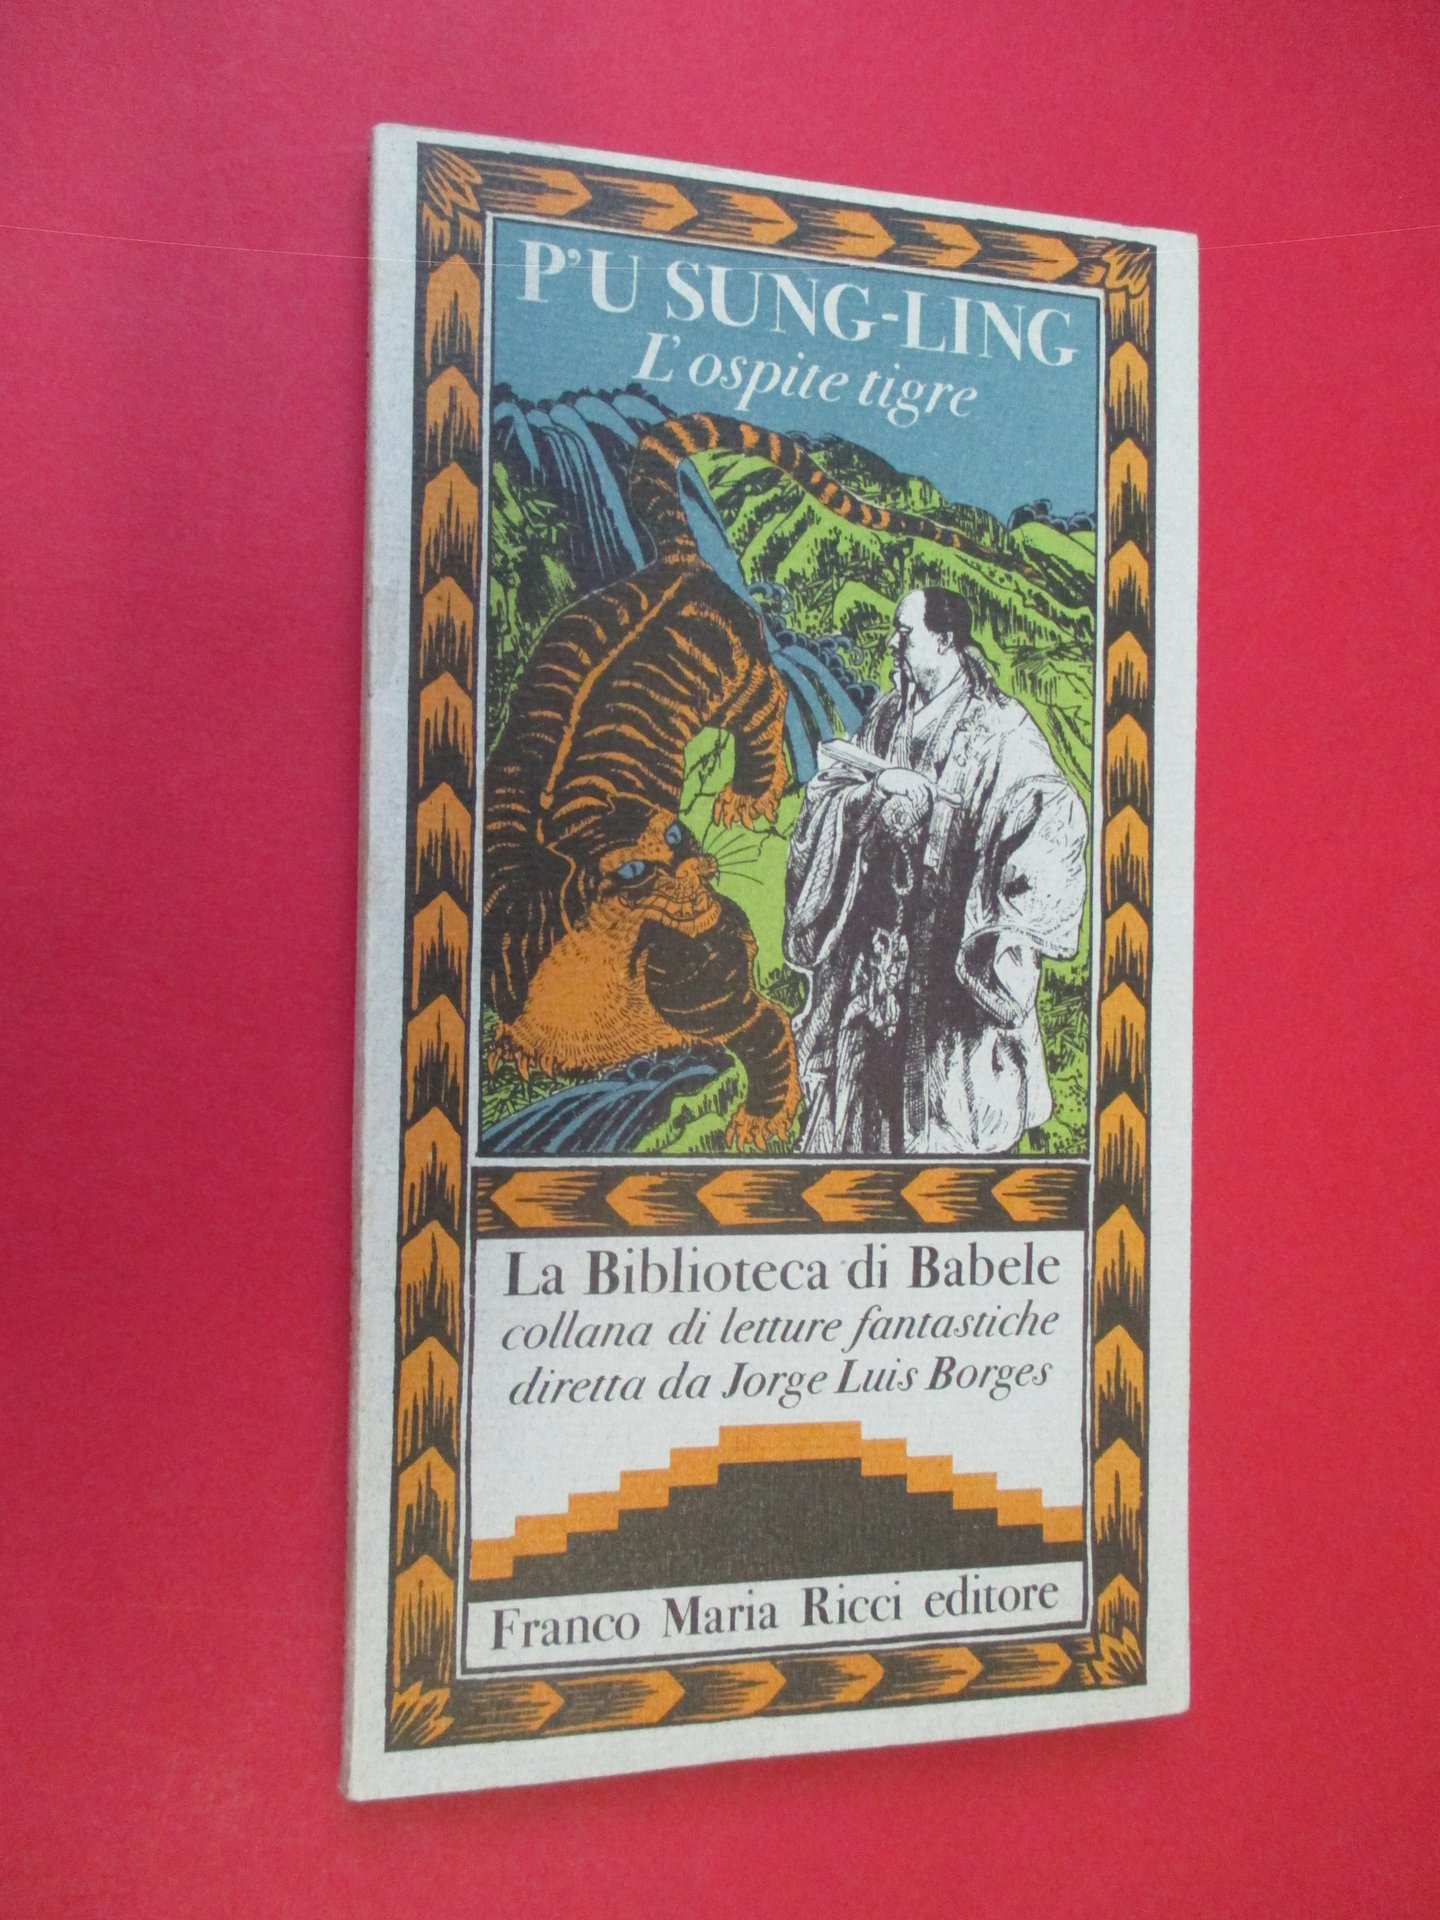 P'U SUNG-LING
L'ospite tigre
La Biblioteca di Babele
collana di letture fantastiche
diretta da Jorge Luis Borges
Franco Maria Ricci editore